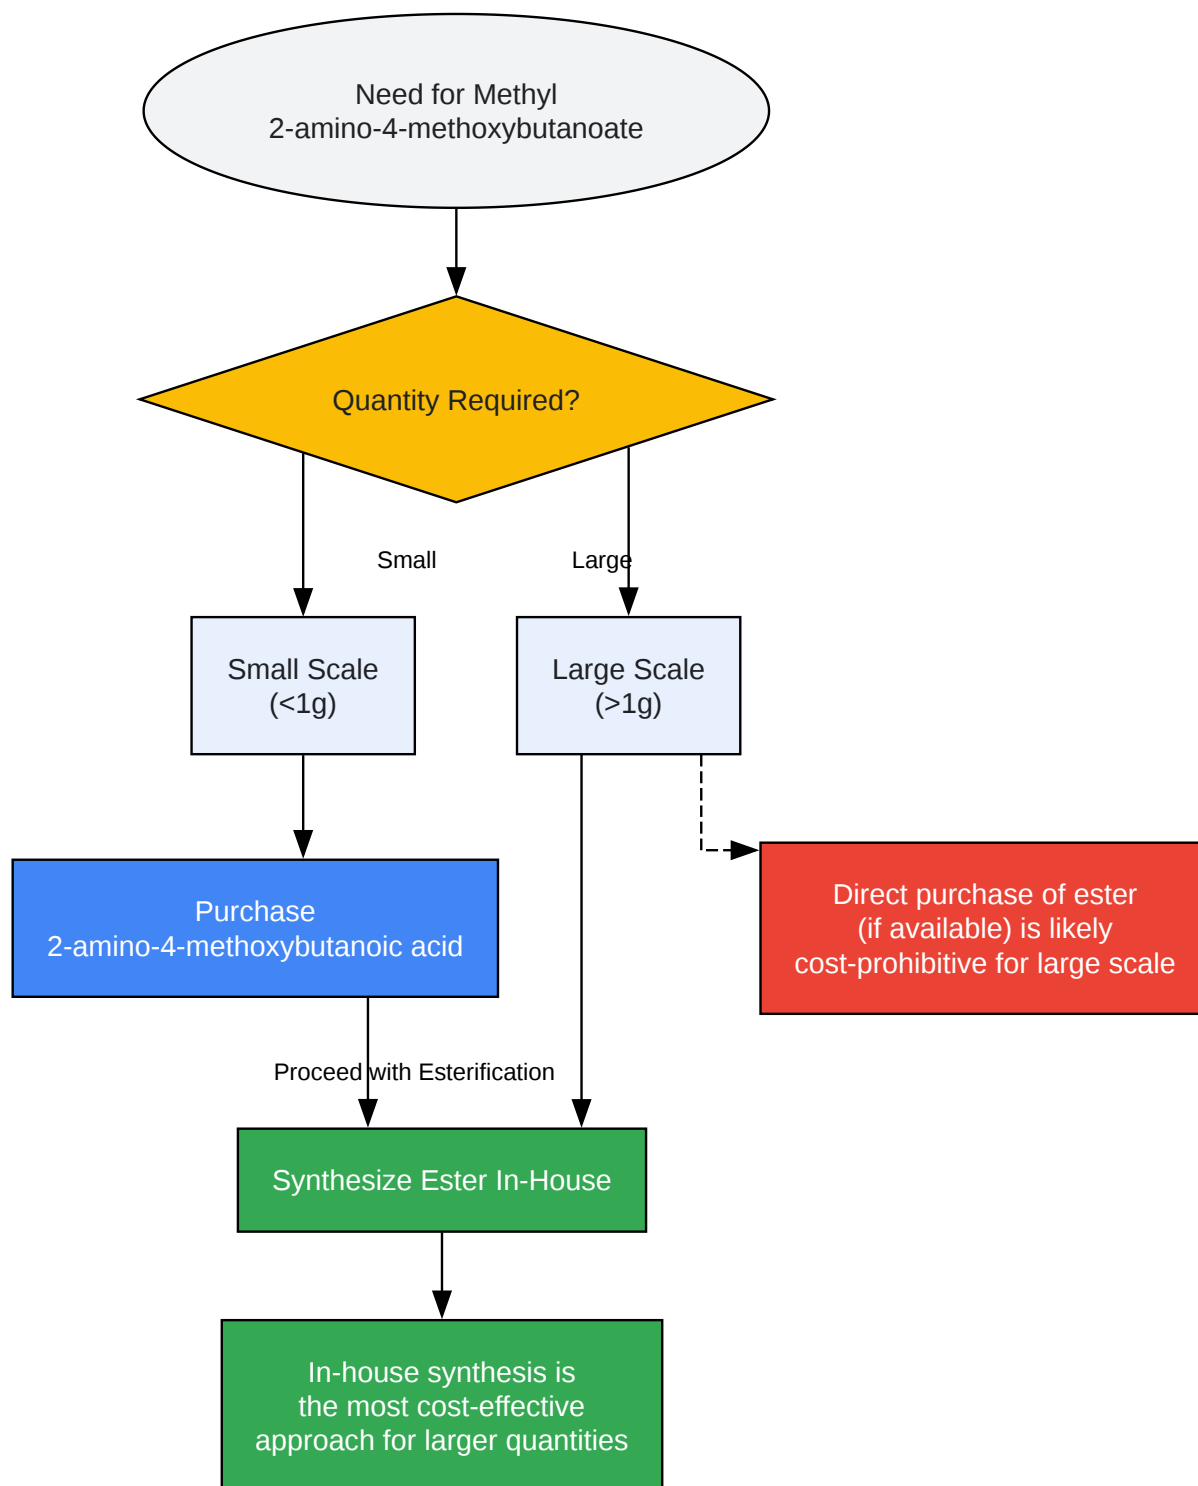 Need for Methyl
2-amino-4-methoxybutanoate
Quantity Required?
Small
Large
Small Scale
(<1g)
Large Scale
(>1g)
Purchase
2-amino-4-methoxybutanoic acid
Direct purchase of ester
(if available) is likely
cost-prohibitive for large scale
Proceed with Esterification
Synthesize Ester In-House
In-house synthesis is
the most cost-effective
approach for larger quantities